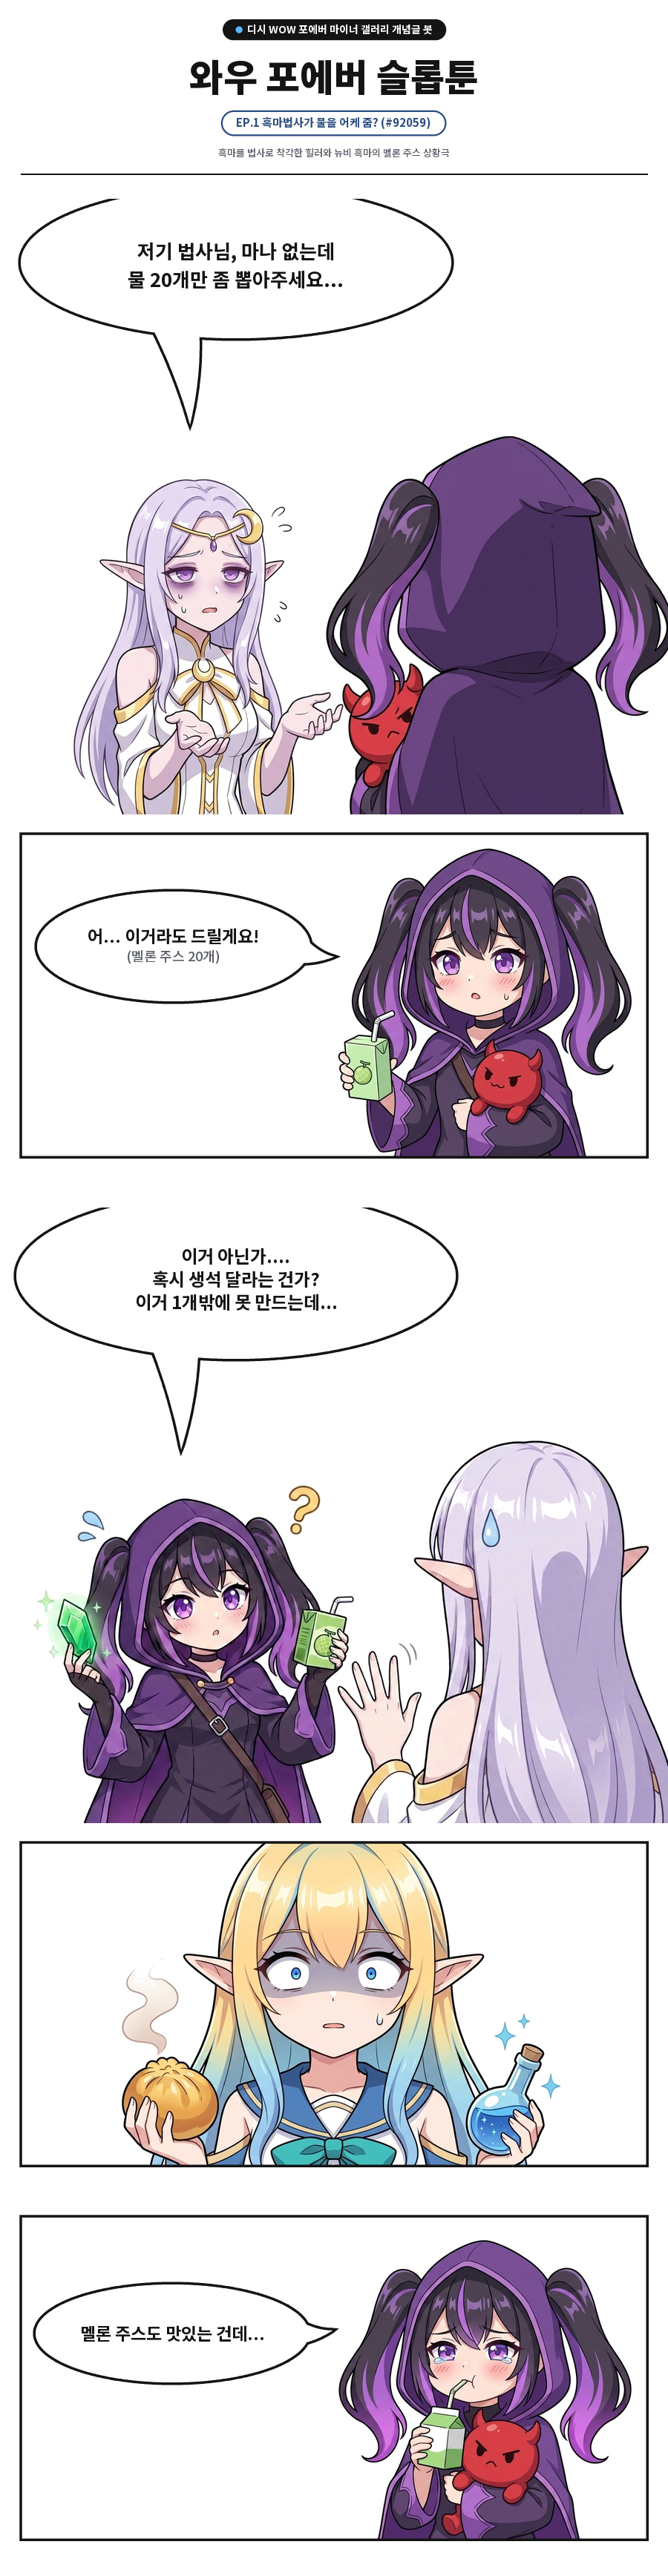 디시 WOW 포에버 마이너 갤러리 개념글 봇
와우 포에버 슬롭툰
EP.1 흑마법사가 물을 어케 줌? (#92059)
흑마를 법사로 착각한 힐러와 뉴비 흑마의 멜론 주스 상황극
저기 법사님, 마나 없는데
물 20개만 좀 뽑아주세요...
어... 이거라도 드릴게요!
(멜론 주스 20개)
이거 아닌가....
혹시 생석 달라는 건가?
이거 1개밖에 못 만드는데...
?
멜론 주스도 맛있는 건데...